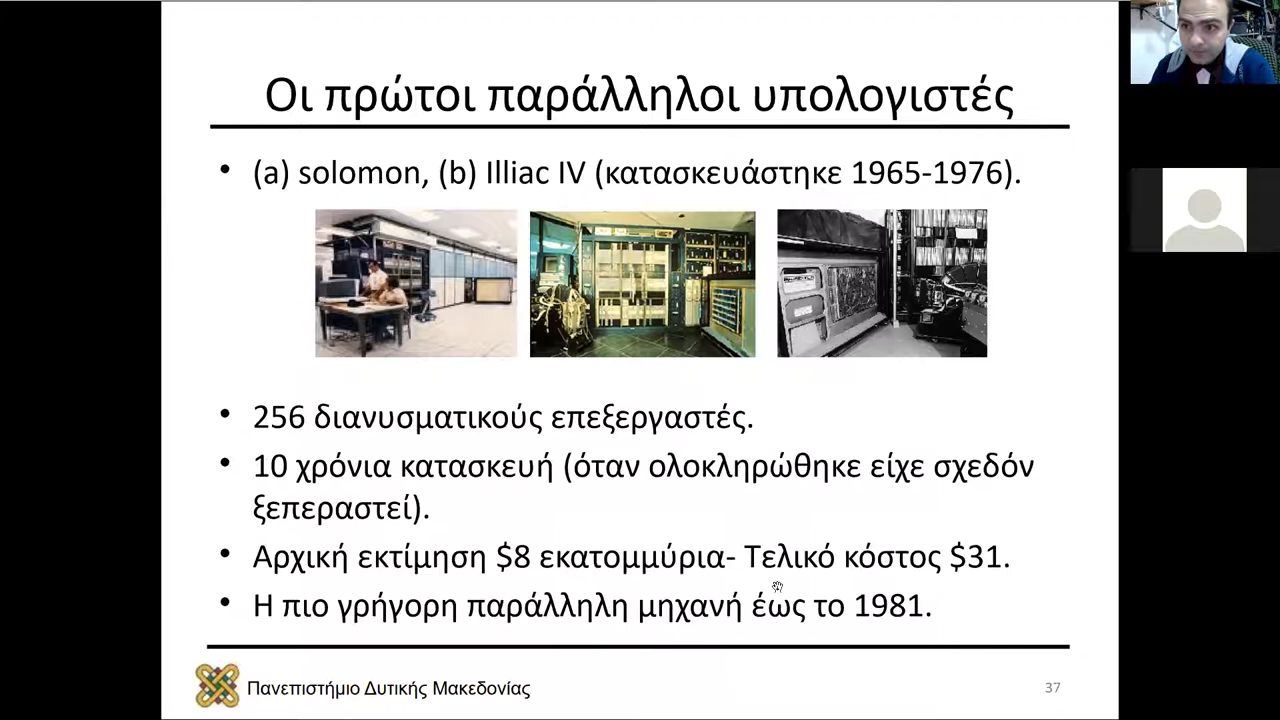 Οι πρώτοι παράλληλοι υπολογιστές
• (a) solomon, (b) Illiac IV (κατασκευάστηκε 1965-1976).
• 256 διανυσματικούς επεξεργαστές.
• 10 χρόνια κατασκευή (όταν ολοκληρώθηκε είχε σχεδόν
ξεπεραστεί).
• Αρχική εκτίμηση $8 εκατομμύρια- Τελικό κόστος $31.
• Η πιο γρήγορη παράλληλη μηχανή έως το 1981.
Πανεπιστήμιο Δυτικής Μακεδονίας
37